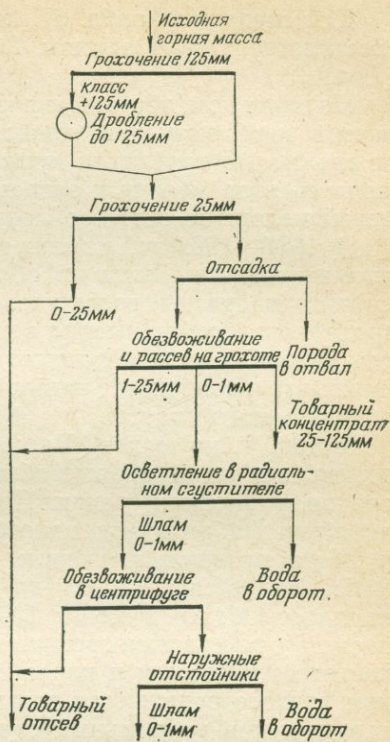 Исходная
горная масса
Грохочение 125мм
класс
+125мм
Дробление
до 125мм
Грохочение 25мм
Отсадка
0-25мм
Обезвоживание
и рассев на грохоте
Порода
в отвал
1-25мм
0-1мм
Товарный
концентрат
25-125мм
Осветление в радиаль-
ном сгустителе
Шлам
0-1мм
Обезвоживание
в центрифуге
Вода
в оборот.
Наружные
отстойники
Товарный
отсев
Шлам
0-1мм
Вода
в оборот